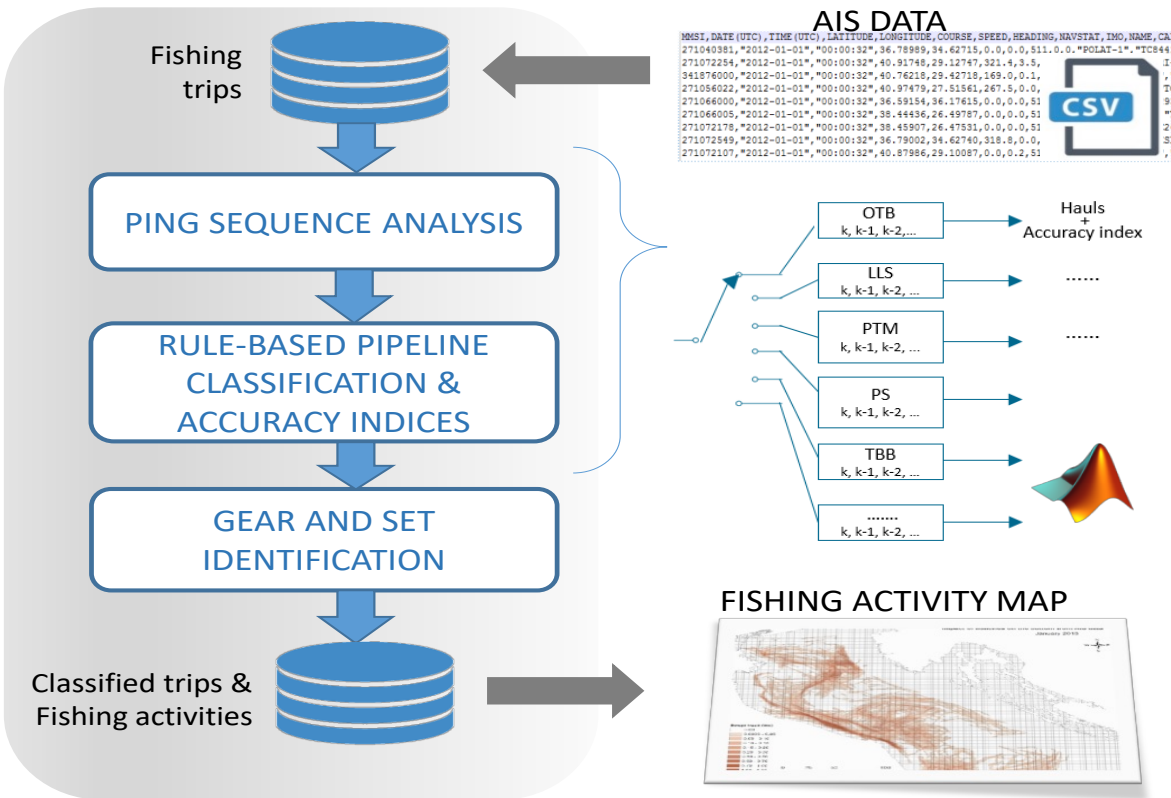 AIS DATA
MMSI,DATE(UTC),TIME(UTC),LATITUDE,LONGITUDE,COURSE,SPEED,HEADING,NAVSTAT,IMO,NAME,CA
271040381,"2012-01-01","00:00:32",36.78989,34.62715,0.0,0.0,511.0.0."POLAT-1"."TC844
271072254,"2012-01-01","00:00:32",40.91748,29.12747,321.4,3.5,
341876000,"2012-01-01","00:00:32",40.76218,29.42718,169.0,0.1,
271056022,"2012-01-01","00:00:32",40.97479,27.51561,267.5,0.0,
271066000,"2012-01-01","00:00:32",36.59154,36.17615,0.0,0.0,51
271066005,"2012-01-01","00:00:32",38.44436,26.49787,0.0,0.0,51
271072178,"2012-01-01","00:00:32",38.45907,26.47531,0.0,0.0,51
271072549,"2012-01-01","00:00:32",36.79002,34.62740,318.8,0.0,
271072107,"2012-01-01","00:00:32",40.87986,29.10087,0.0,0.2,51
CSV
Fishing
trips
PING SEQUENCE ANALYSIS
RULE-BASED PIPELINE
CLASSIFICATION &
ACCURACY INDICES
GEAR AND SET
IDENTIFICATION
Classified trips &
Fishing activities
OTB
k, k-1, k-2,...
Hauls
+
Accuracy index
LLS
k, k-1, k-2, ...
......
PTM
k, k-1, k-2, ...
......
PS
k, k-1, k-2, ...
TBB
k, k-1, k-2, ...
.......
k, k-1, k-2, ...
FISHING ACTIVITY MAP